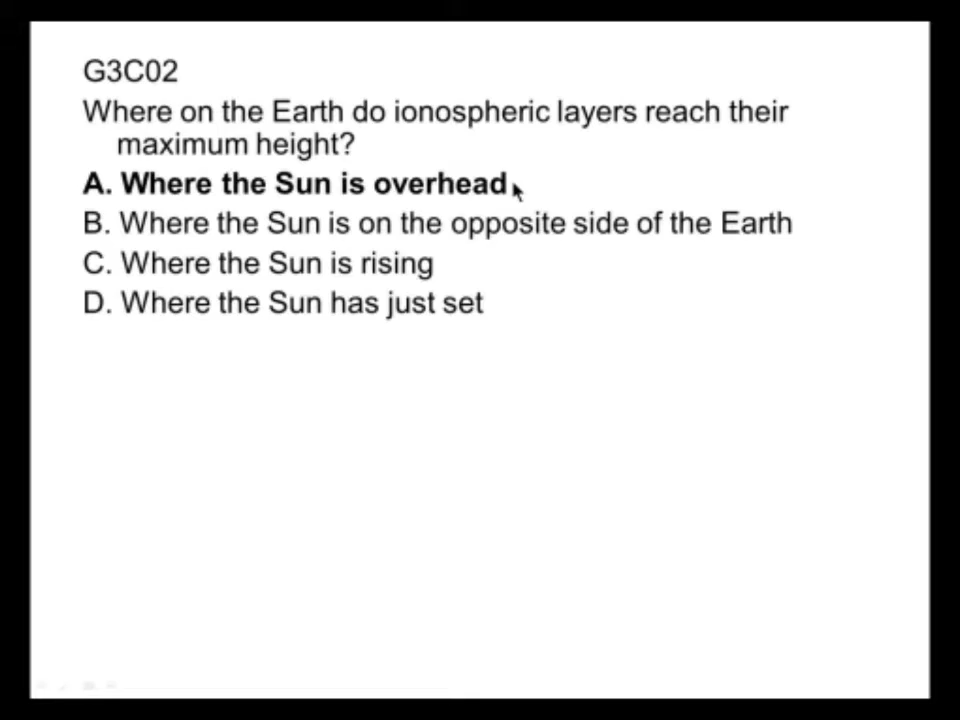 G3C02
Where on the Earth do ionospheric layers reach their
maximum height?
A. Where the Sun is overhead
B. Where the Sun is on the opposite side of the Earth
C. Where the Sun is rising
D. Where the Sun has just set